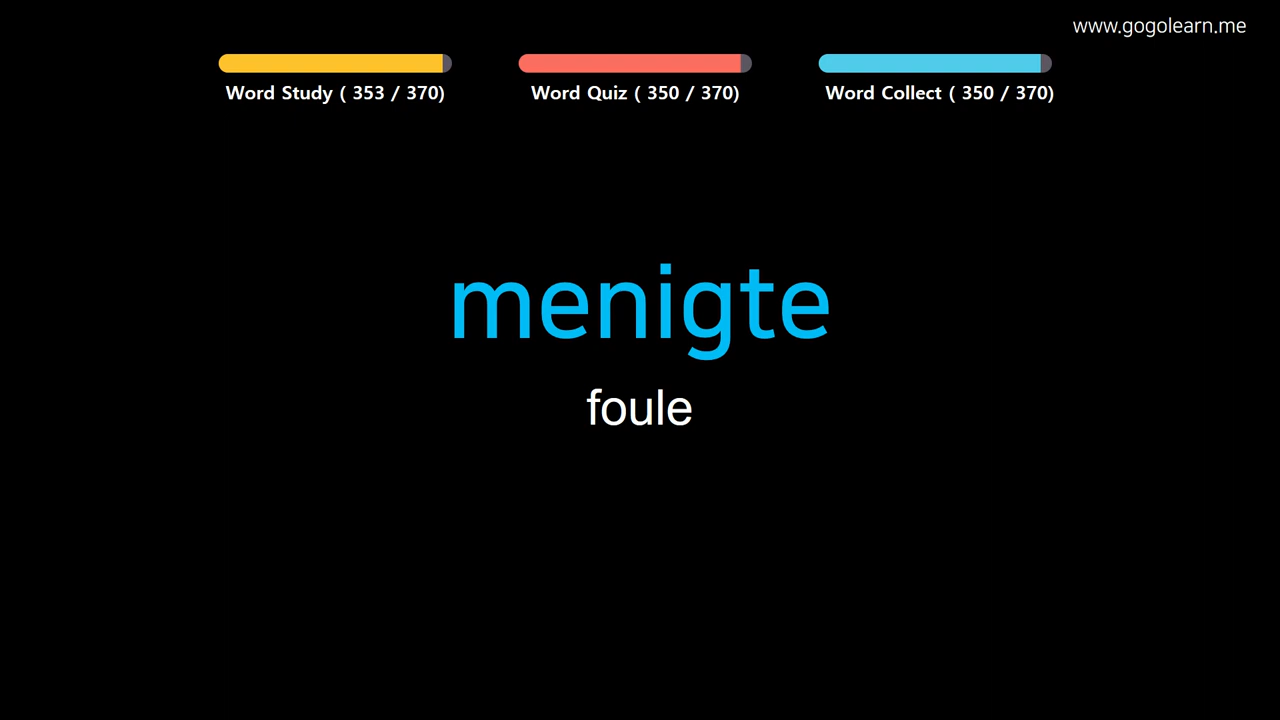 www.gogolearn.me
Word Study ( 353 / 370)
Word Quiz ( 350 / 370)
Word Collect ( 350 / 370)
menigte
foule